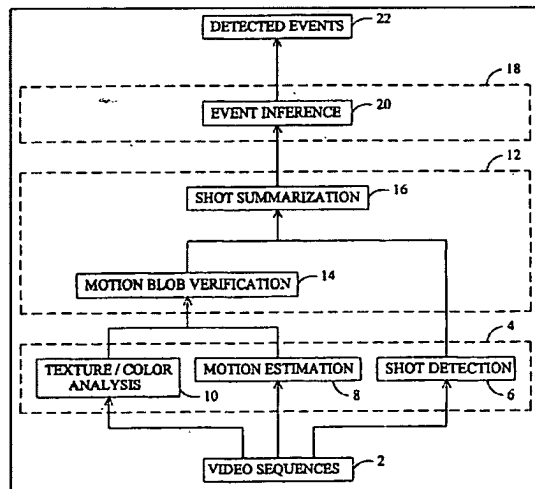 DETECTED EVENTS
22
18
EVENT INFERENCE
20
12
SHOT SUMMARIZATION
16
MOTION BLOB VERIFICATION
14
4
TEXTURE / COLOR
ANALYSIS
10
MOTION ESTIMATION
8
SHOT DETECTION
6
VIDEO SEQUENCES
2